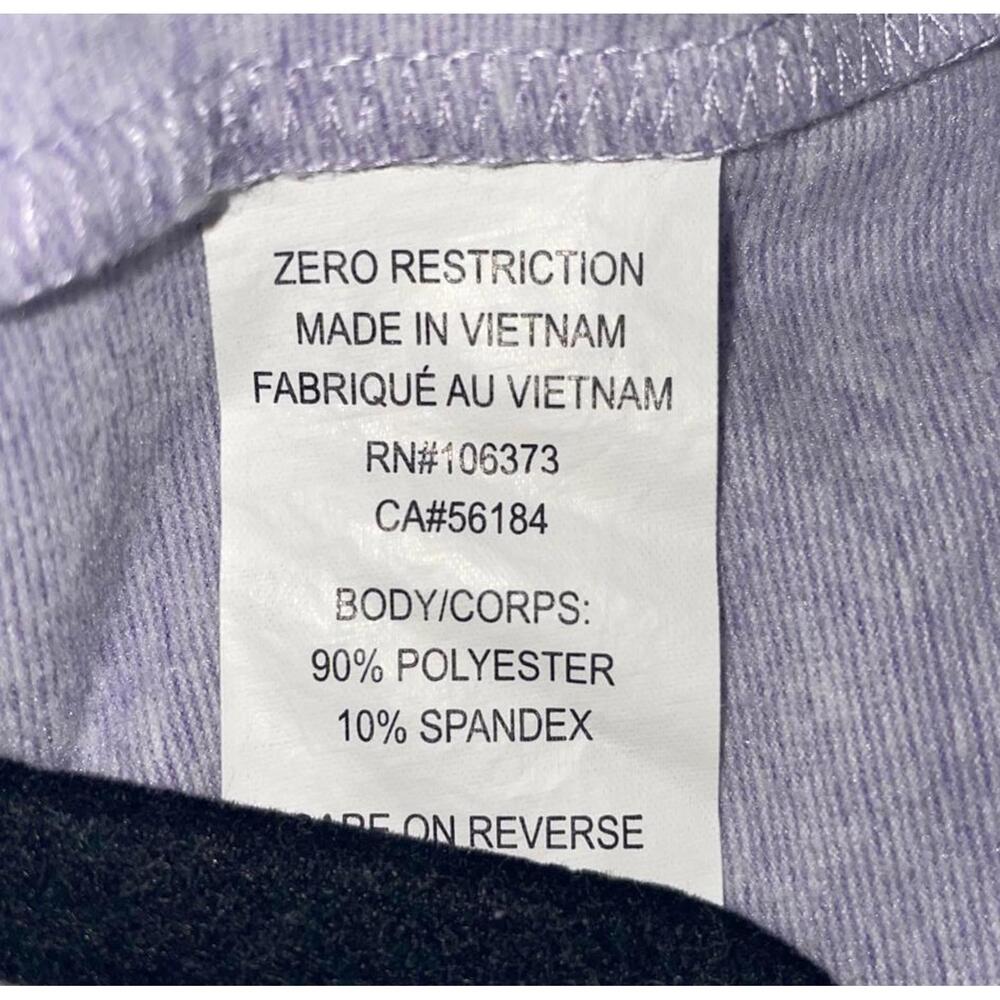 ZERO RESTRICTION
MADE IN VIETNAM
FABRIQUÉ AU VIETNAM
RN#106373
CA#56184
BODY/CORPS:
90% POLYESTER
10% SPANDEX
CARE ON REVERSE